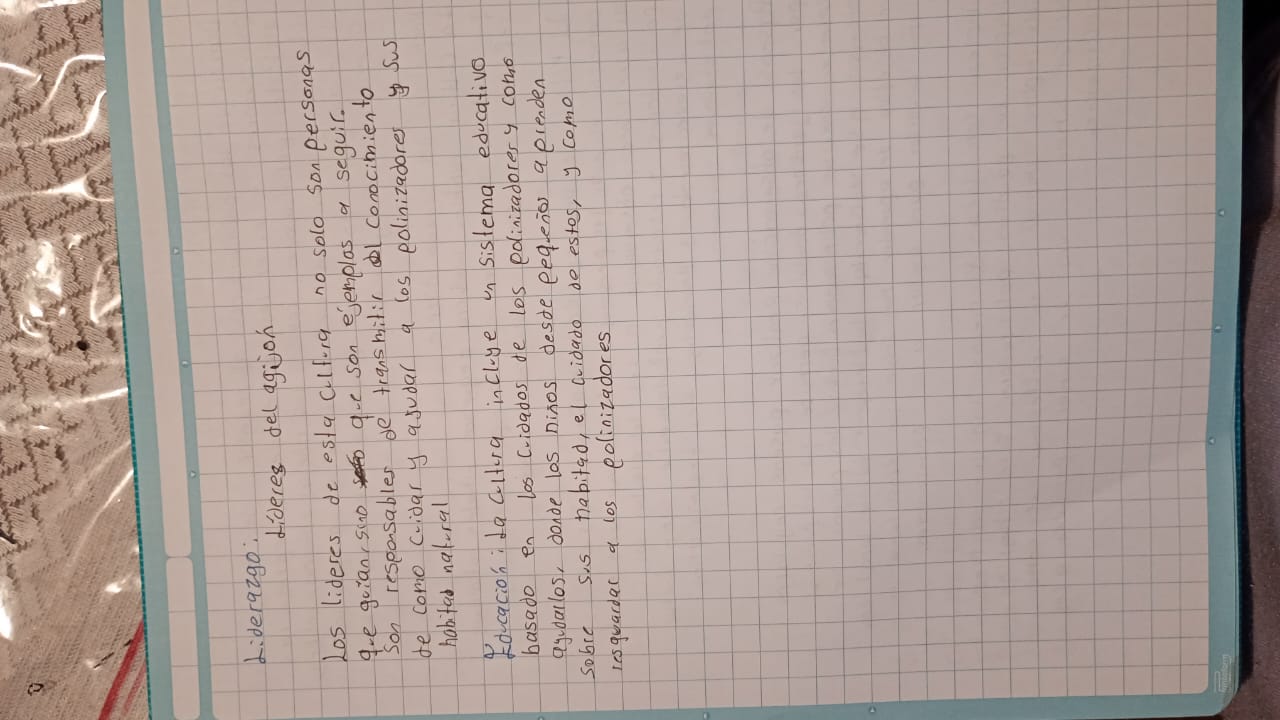 Liderazgo:
Líderes del agijon
Los lideres de esta cultura no solo son personas
que guian, sino que son ejemplos a seguir.
Son responsables de transmitir el conocimiento
de como cuidar y ayudar a los polinizadores y sus
habitad natural
Educación: La cultura incluye un sistema educativo
basado en los cuidados de los polinizadores y como
ayudarlos, donde los niños desde pequeños aprenden
sobre sus habitad, el cuidado de estos, y como
resguardar a los polinizadores